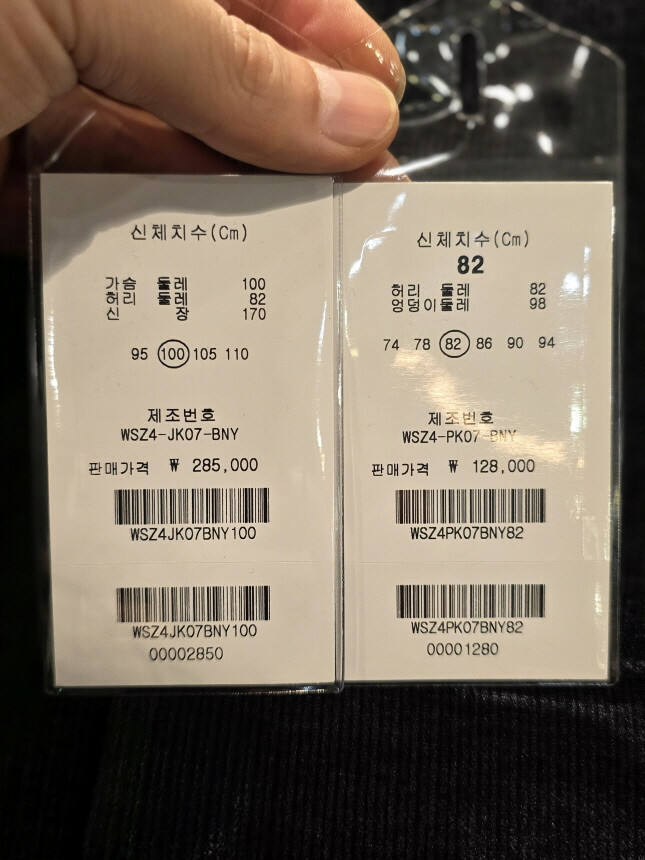 신체치수(Cm)
가슴 둘레 100
허리 둘레 82
신 장 170
95 100 105 110
제조번호
WSZ4-JK07-BNY
판매가격 ₩ 285,000
WSZ4JK07BNY100
WSZ4JK07BNY100
00002850
신체치수(Cm)
82
허리 둘레 82
엉덩이둘레 98
74 78 82 86 90 94
제조번호
WSZ4-PK07-BNY
판매가격 ₩ 128,000
WSZ4PK07BNY82
WSZ4PK07BNY82
00001280